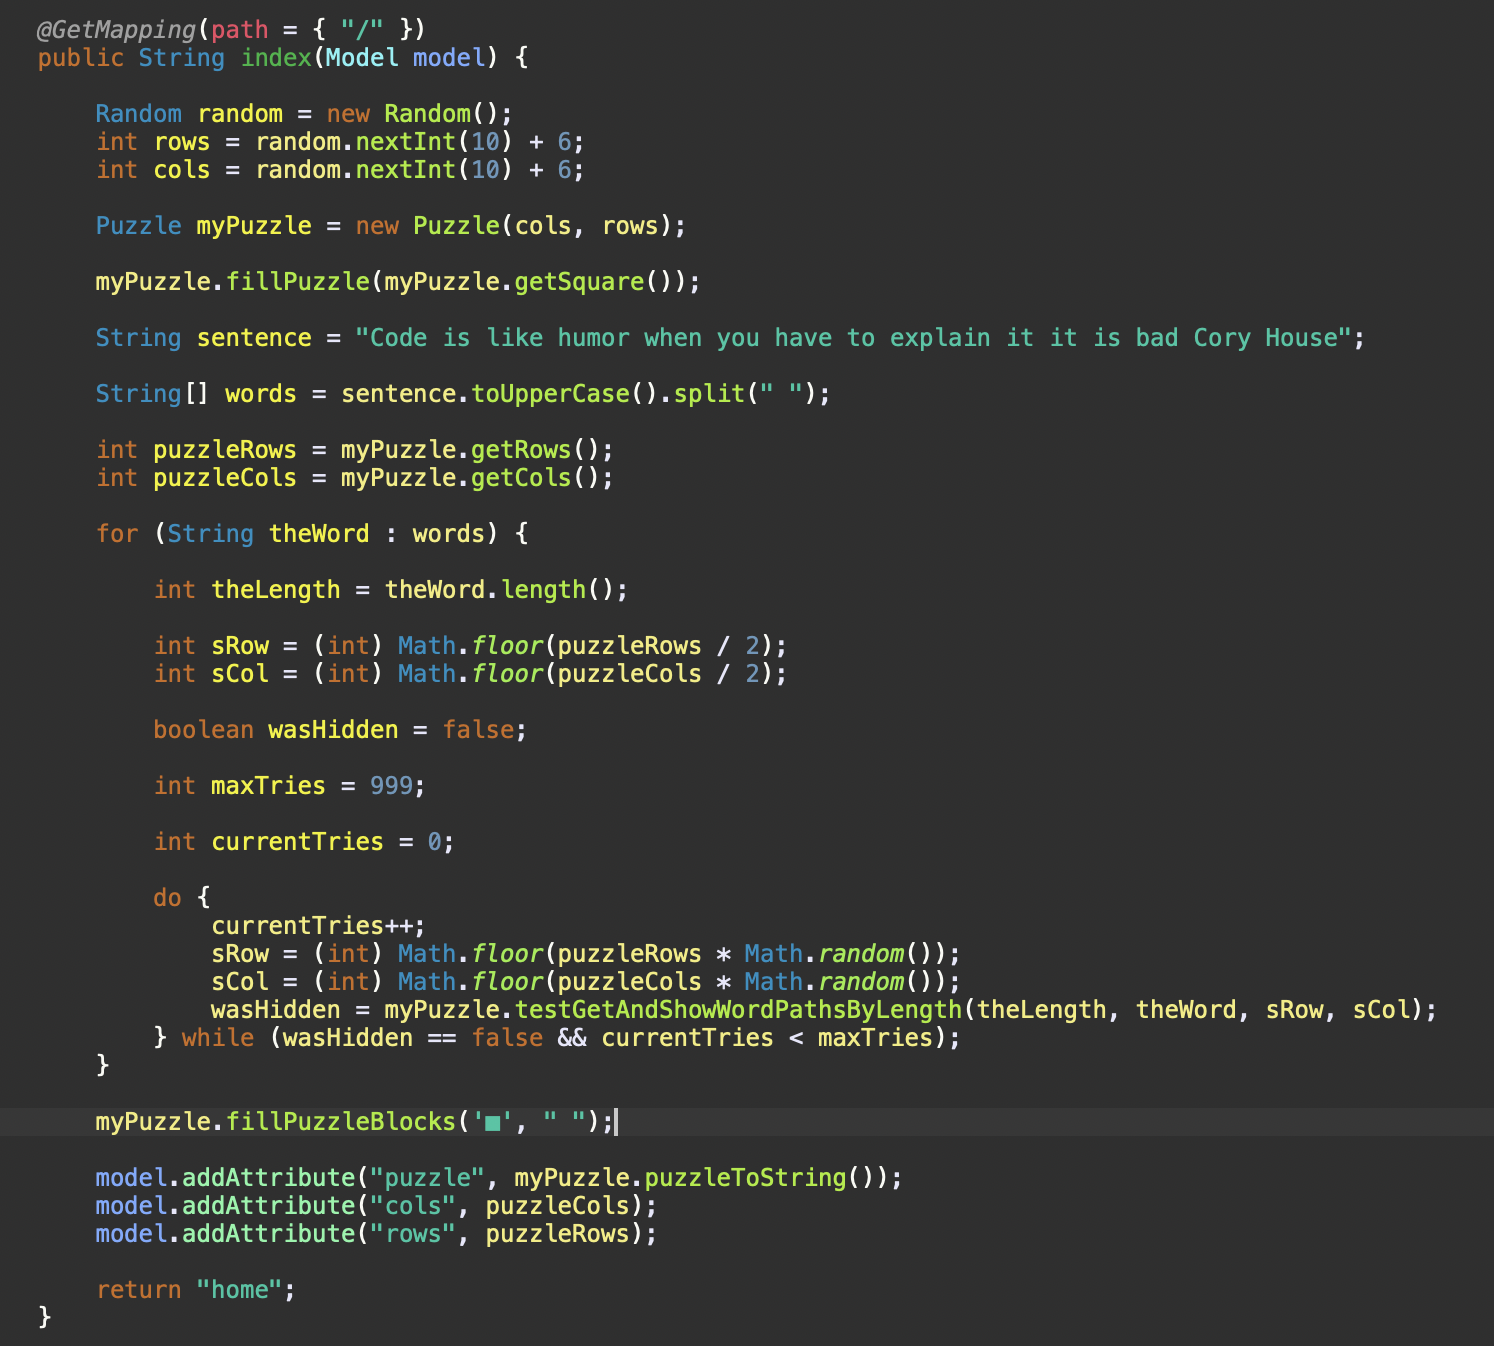 @GetMapping(path = { "/" })
public String index(Model model) {
Random random = new Random();
int rows = random.nextInt(10) + 6;
int cols = random.nextInt(10) + 6;
Puzzle myPuzzle = new Puzzle(cols, rows);
myPuzzle.fillPuzzle(myPuzzle.getSquare());
String sentence = "Code is like humor when you have to explain it it is bad Cory House";
String[] words = sentence.toUpperCase().split(" ");
int puzzleRows = myPuzzle.getRows();
int puzzleCols = myPuzzle.getCols();
for (String theWord : words) {
int theLength = theWord.length();
int sRow = (int) Math.floor(puzzleRows / 2);
int sCol = (int) Math.floor(puzzleCols / 2);
boolean wasHidden = false;
int maxTries = 999;
int currentTries = 0;
do {
currentTries++;
sRow = (int) Math.floor(puzzleRows * Math.random());
sCol = (int) Math.floor(puzzleCols * Math.random());
wasHidden = myPuzzle.testGetAndShowWordPathsByLength(theLength, theWord, sRow, sCol);
} while (wasHidden == false && currentTries < maxTries);
}
myPuzzle.fillPuzzleBlocks('■', " ");
model.addAttribute("puzzle", myPuzzle.puzzleToString());
model.addAttribute("cols", puzzleCols);
model.addAttribute("rows", puzzleRows);
return "home";
}